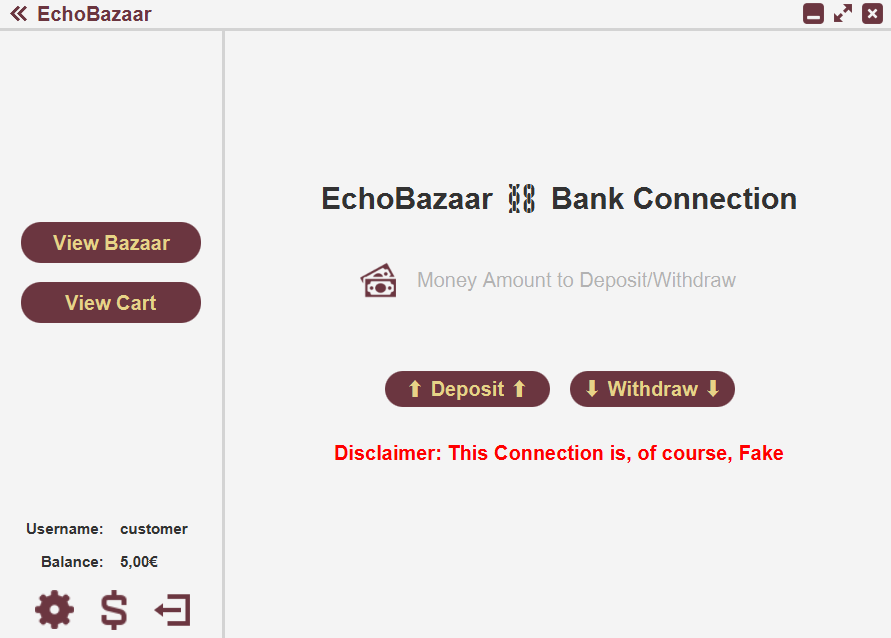 EchoBazaar
EchoBazaar Bank Connection
View Bazaar
View Cart
Money Amount to Deposit/Withdraw
⬆ Deposit ⬆
⬇ Withdraw ⬇
Disclaimer: This Connection is, of course, Fake
Username: customer
Balance: 5,00€
$